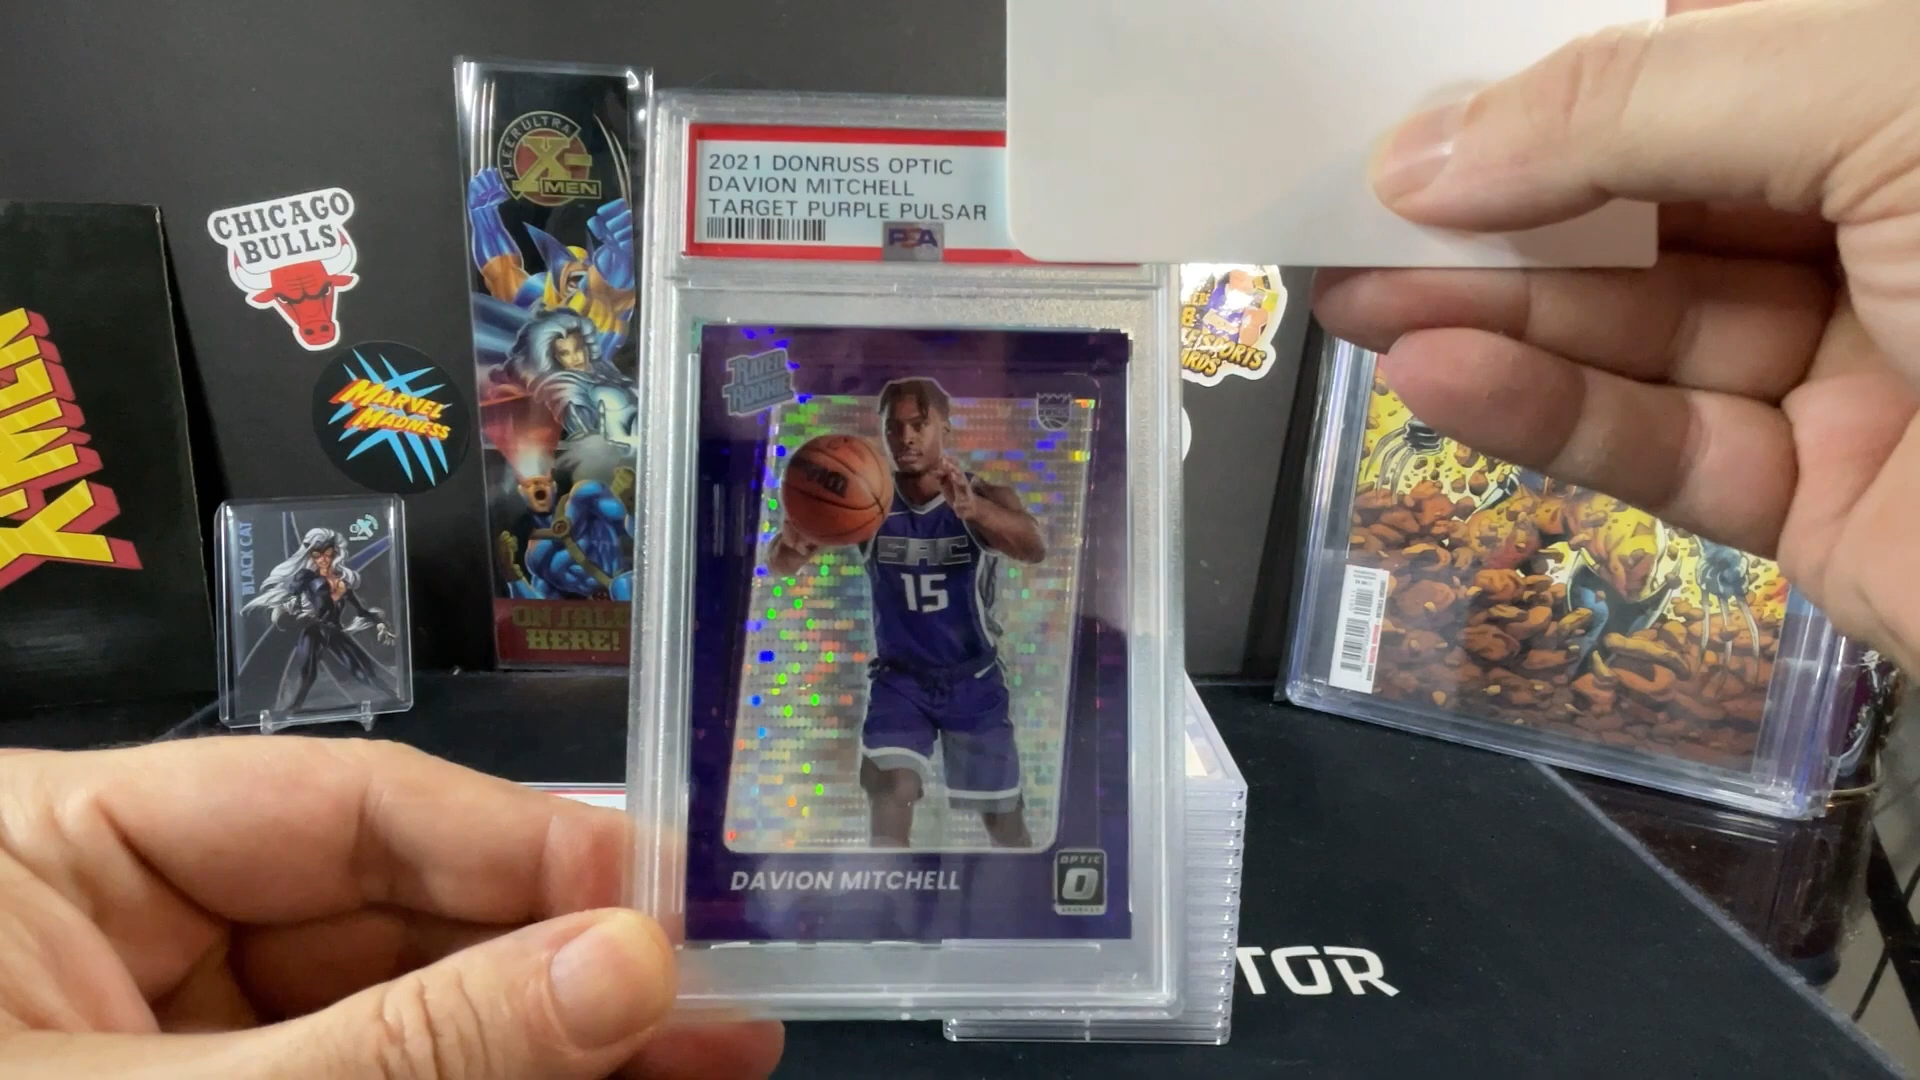 CHICAGO
BULLS
MARVEL
MADNESS
BLACK CAT
FLEER ULTRA
X-
MEN
ON SALE
HERE!
2021 DONRUSS OPTIC
DAVION MITCHELL
TARGET PURPLE PULSAR
PSA
RATED
ROOKIE
KINGS
SAC
15
DAVION MITCHELL
OPTIC
O
TOR